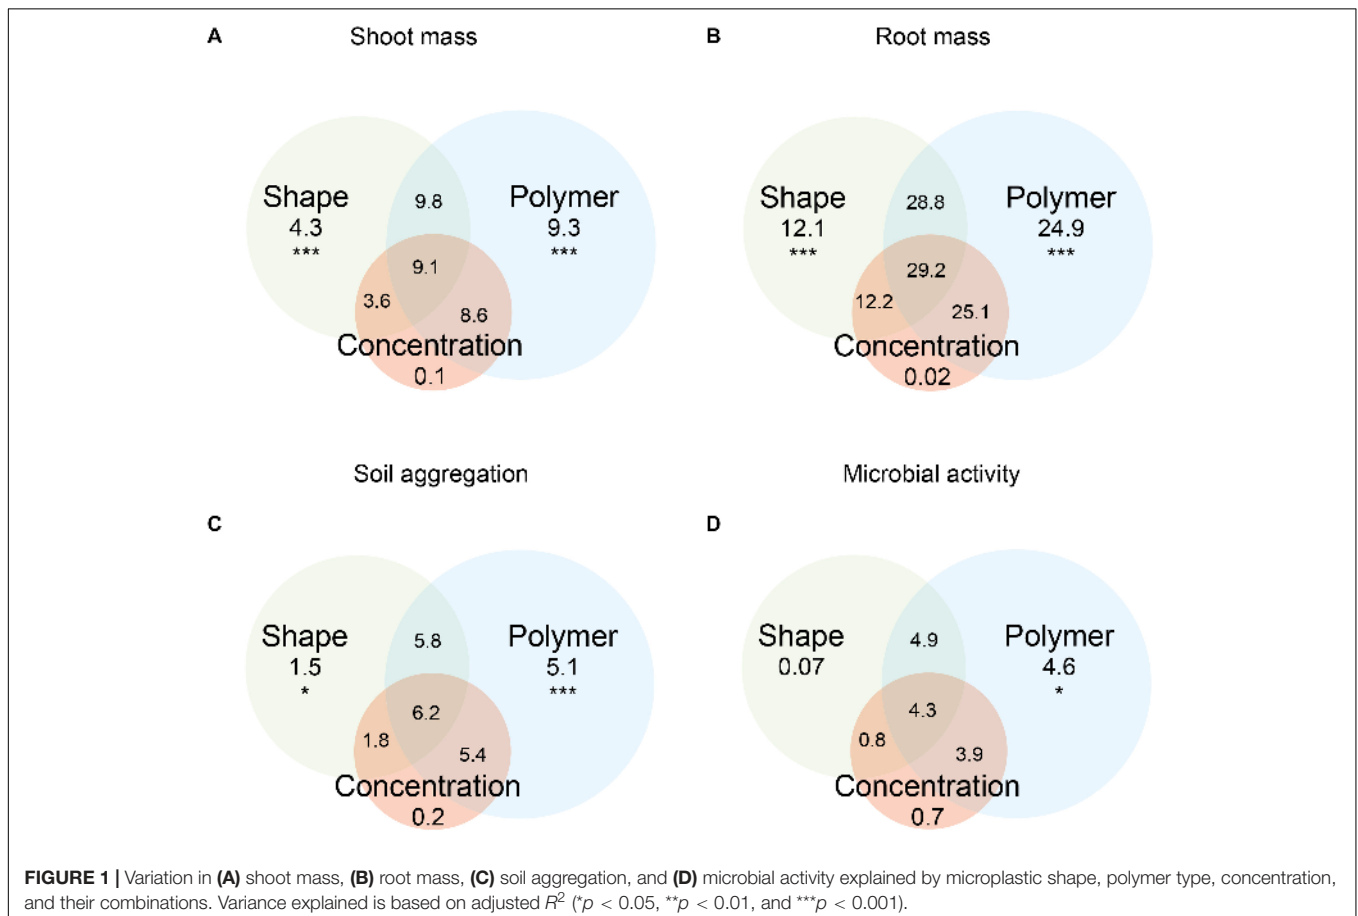 A Shoot mass
Shape
4.3
***
9.8
Polymer
9.3
***
9.1
3.6
8.6
Concentration
0.1
B Root mass
Shape
12.1
***
28.8
Polymer
24.9
***
29.2
12.2
25.1
Concentration
0.02
Soil aggregation
C
Shape
1.5
*
5.8
Polymer
5.1
***
6.2
1.8
5.4
Concentration
0.2
Microbial activity
D
Shape
0.07
4.9
Polymer
4.6
*
4.3
0.8
3.9
Concentration
0.7
FIGURE 1 | Variation in (A) shoot mass, (B) root mass, (C) soil aggregation, and (D) microbial activity explained by microplastic shape, polymer type, concentration,
and their combinations. Variance explained is based on adjusted R² (*p < 0.05, **p < 0.01, and ***p < 0.001).